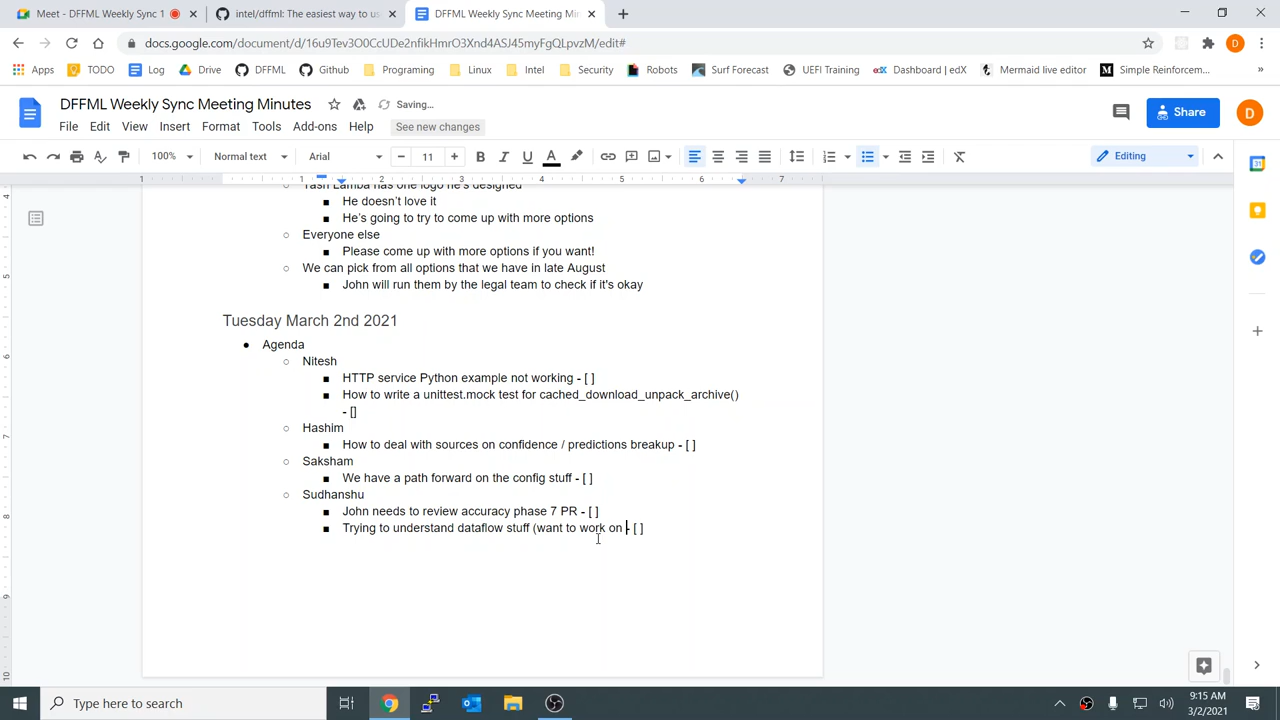 Meet - DFFML Weekly Sync
intel/dffml: The easiest way to us
DFFML Weekly Sync Meeting Min
docs.google.com/document/d/16u9Tev3O0CcUDe2nfikHmrO3Xnd4ASJ45myFgQLpvzM/edit#
Apps TODO Log Drive DFFML Github Programing Linux Intel Security Robots Surf Forecast UEFI Training Dashboard | edX Mermaid live editor Simple Reinforcem... »
DFFML Weekly Sync Meeting Minutes Saving...
File Edit View Insert Format Tools Add-ons Help See new changes
Share
D
100% Normal text Arial 11 Editing
1 1 2 3 4 5 6 7
Yash Lamba has one logo he's designed
He doesn't love it
He's going to try to come up with more options
Everyone else
Please come up with more options if you want!
We can pick from all options that we have in late August
John will run them by the legal team to check if it's okay
Tuesday March 2nd 2021
Agenda
Nitesh
HTTP service Python example not working - [ ]
How to write a unittest.mock test for cached_download_unpack_archive()
- []
Hashim
How to deal with sources on confidence / predictions breakup - [ ]
Saksham
We have a path forward on the config stuff - [ ]
Sudhanshu
John needs to review accuracy phase 7 PR - [ ]
Trying to understand dataflow stuff (want to work on - [ ]
Type here to search
9:15 AM
3/2/2021